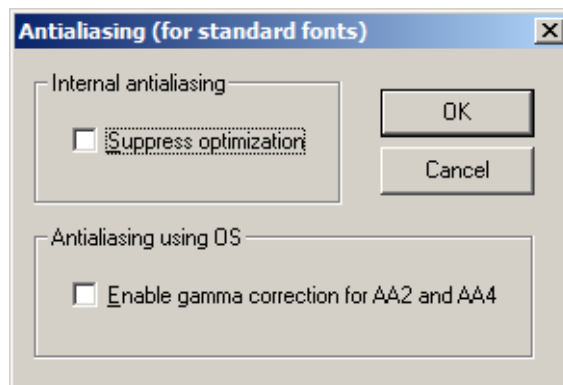 Antialiasing (for standard fonts)
Internal antialiasing
Suppress optimization
OK
Cancel
Antialiasing using OS
Enable gamma correction for AA2 and AA4